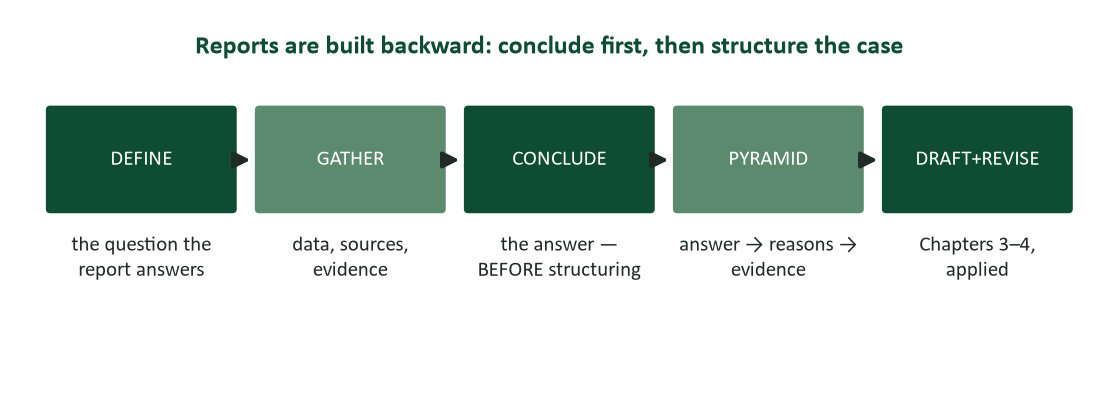 Reports are built backward: conclude first, then structure the case
DEFINE
GATHER
CONCLUDE
PYRAMID
DRAFT+REVISE
the question the
report answers
data, sources,
evidence
the answer —
BEFORE structuring
answer → reasons →
evidence
Chapters 3–4,
applied